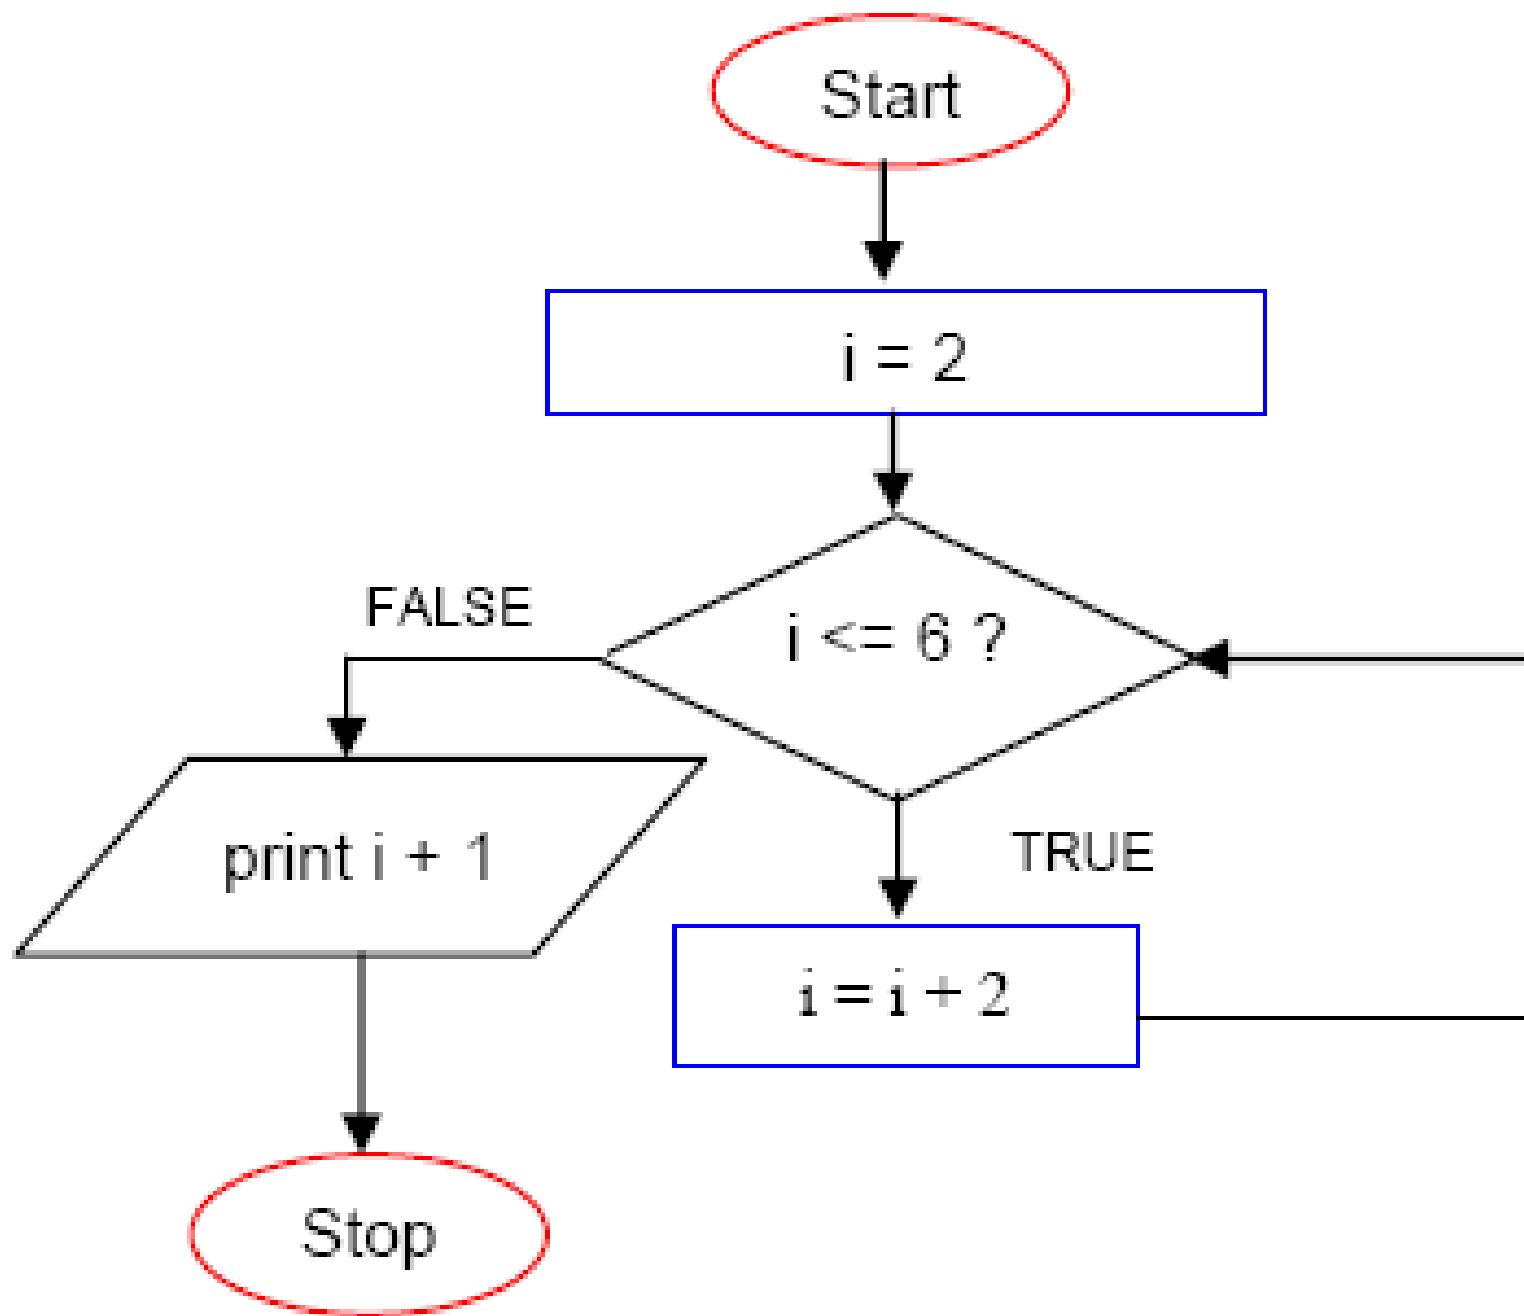 Start
i = 2
i <= 6 ?
FALSE
TRUE
print i + 1
i = i + 2
Stop